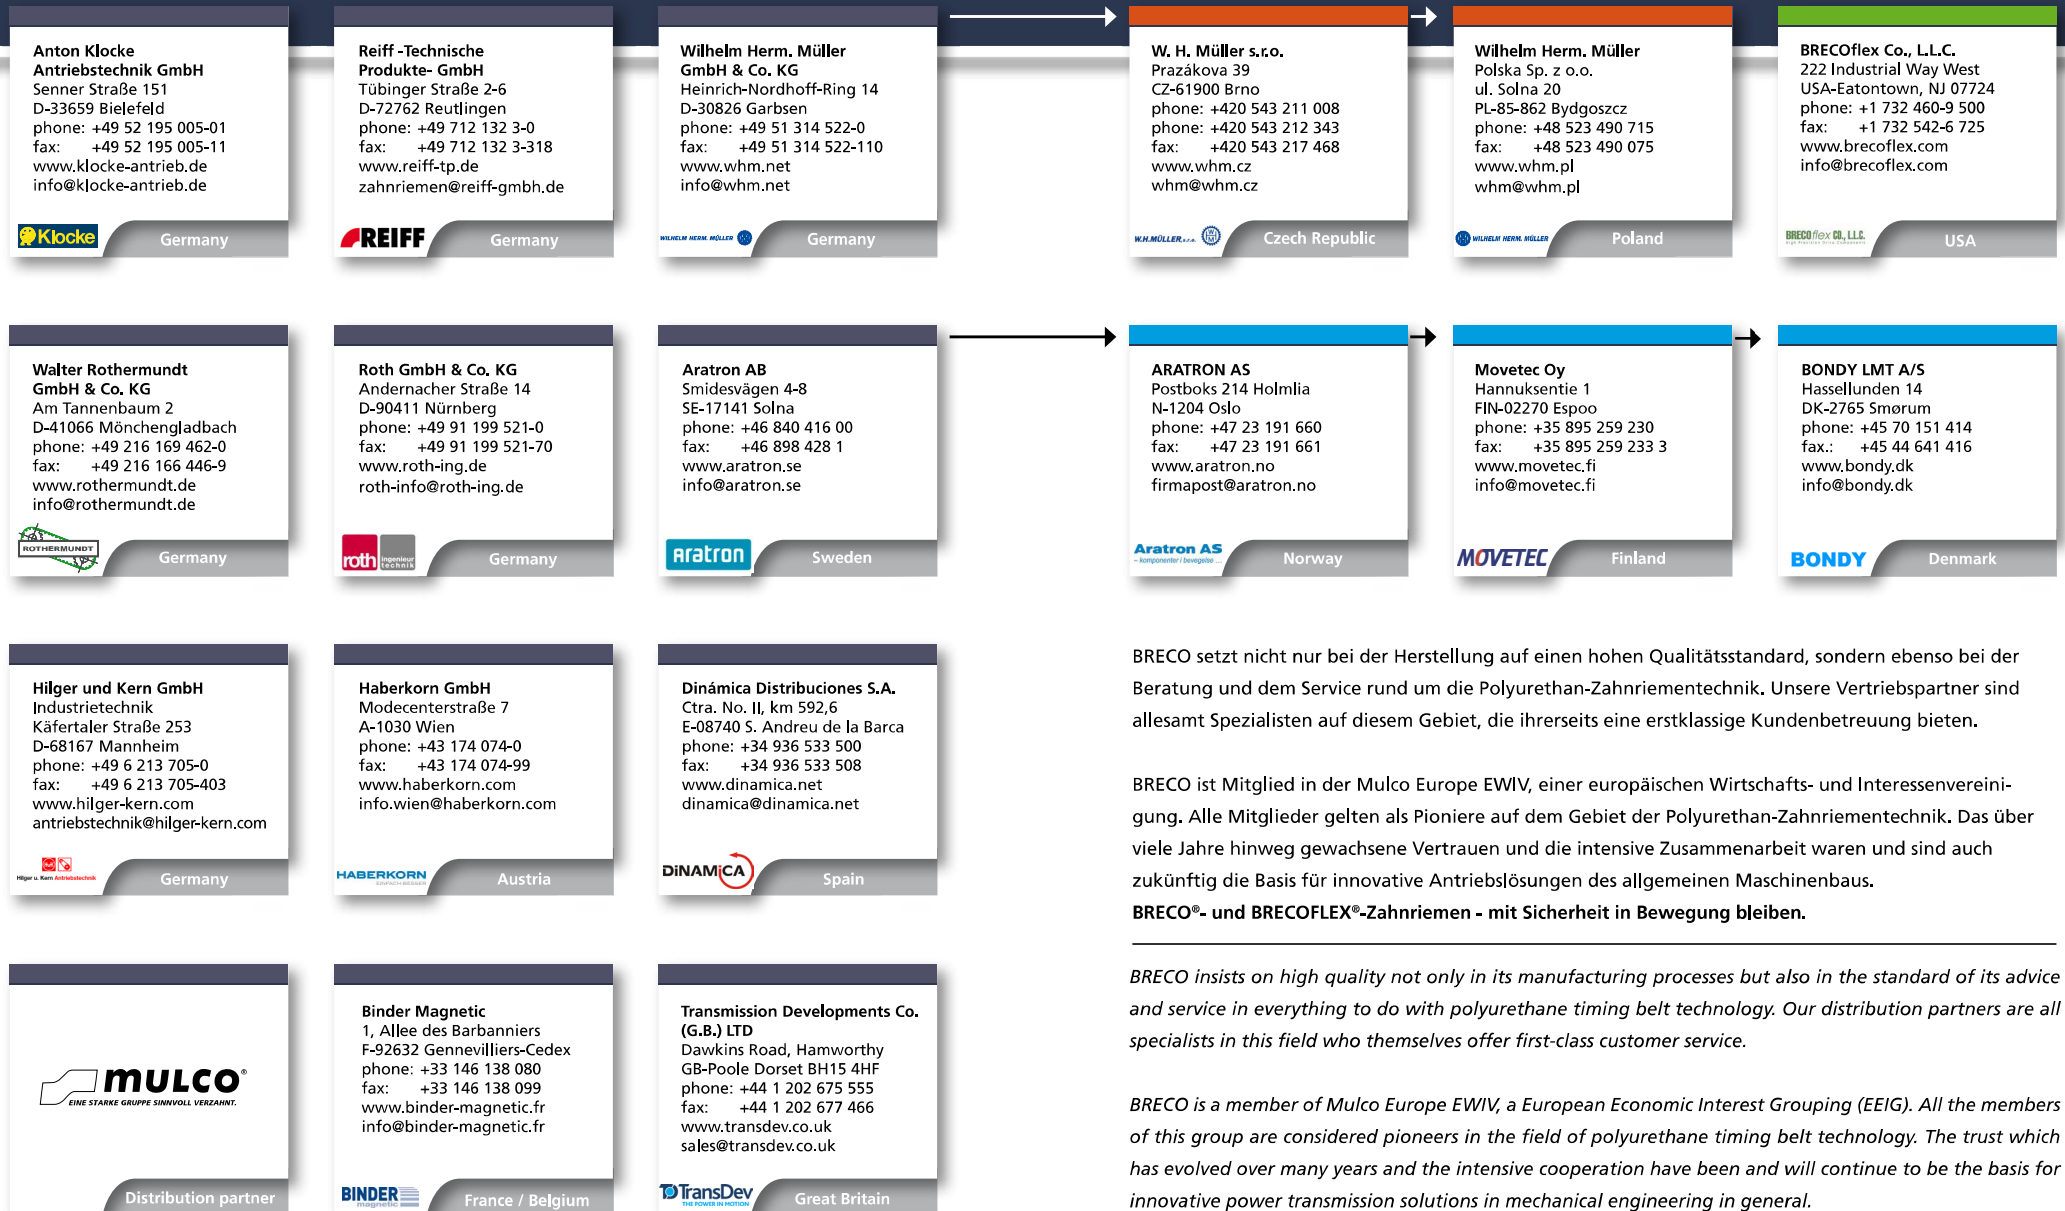 Anton Klocke
Antriebstechnik GmbH
Senner Straße 151
D-33659 Bielefeld
phone: +49 52 195 005-01
fax: +49 52 195 005-11
www.klocke-antrieb.de
info@klocke-antrieb.de
Klocke
Germany
Reiff -Technische
Produkte- GmbH
Tübinger Straße 2-6
D-72762 Reutlingen
phone: +49 712 132 3-0
fax: +49 712 132 3-318
www.reiff-tp.de
zahnriemen@reiff-gmbh.de
REIFF
Germany
Wilhelm Herm. Müller
GmbH & Co. KG
Heinrich-Nordhoff-Ring 14
D-30826 Garbsen
phone: +49 51 314 522-0
fax: +49 51 314 522-110
www.whm.net
info@whm.net
WILHELM HERM. MÜLLER
Germany
W. H. Müller s.r.o.
Prazákova 39
CZ-61900 Brno
phone: +420 543 211 008
phone: +420 543 212 343
fax: +420 543 217 468
www.whm.cz
whm@whm.cz
W.H.MÜLLER,s.r.o.
Czech Republic
Wilhelm Herm. Müller
Polska Sp. z o.o.
ul. Solna 20
PL-85-862 Bydgoszcz
phone: +48 523 490 715
fax: +48 523 490 075
www.whm.pl
whm@whm.pl
WILHELM HERM. MÜLLER
Poland
BRECOflex Co., L.L.C.
222 Industrial Way West
USA-Eatontown, NJ 07724
phone: +1 732 460-9 500
fax: +1 732 542-6 725
www.brecoflex.com
info@brecoflex.com
BRECOflex CO., L.L.C.
High Precision Drive Components
USA
Walter Rothermundt
GmbH & Co. KG
Am Tannenbaum 2
D-41066 Mönchengladbach
phone: +49 216 169 462-0
fax: +49 216 166 446-9
www.rothermundt.de
info@rothermundt.de
ROTHERMUNDT
Germany
Roth GmbH & Co. KG
Andernacher Straße 14
D-90411 Nürnberg
phone: +49 91 199 521-0
fax: +49 91 199 521-70
www.roth-ing.de
roth-info@roth-ing.de
roth ingenieur
technik
Germany
Aratron AB
Smidesvägen 4-8
SE-17141 Solna
phone: +46 840 416 00
fax: +46 898 428 1
www.aratron.se
info@aratron.se
Aratron
Sweden
ARATRON AS
Postboks 214 Holmlia
N-1204 Oslo
phone: +47 23 191 660
fax: +47 23 191 661
www.aratron.no
firmapost@aratron.no
Aratron AS
– komponenter i bevegelse ...
Norway
Movetec Oy
Hannuksentie 1
FIN-02270 Espoo
phone: +35 895 259 230
fax: +35 895 259 233 3
www.movetec.fi
info@movetec.fi
MOVETEC
Finland
BONDY LMT A/S
Hassellunden 14
DK-2765 Smørum
phone: +45 70 151 414
fax.: +45 44 641 416
www.bondy.dk
info@bondy.dk
BONDY
Denmark
Hilger und Kern GmbH
Industrietechnik
Käfertaler Straße 253
D-68167 Mannheim
phone: +49 6 213 705-0
fax: +49 6 213 705-403
www.hilger-kern.com
antriebstechnik@hilger-kern.com
Hilger u. Kern Antriebstechnik
Germany
Haberkorn GmbH
Modecenterstraße 7
A-1030 Wien
phone: +43 174 074-0
fax: +43 174 074-99
www.haberkorn.com
info.wien@haberkorn.com
HABERKORN
EINFACH BESSER
Austria
Dinámica Distribuciones S.A.
Ctra. No. II, km 592,6
E-08740 S. Andreu de la Barca
phone: +34 936 533 500
fax: +34 936 533 508
www.dinamica.net
dinamica@dinamica.net
DiNAMiCA
Spain
BRECO setzt nicht nur bei der Herstellung auf einen hohen Qualitätsstandard, sondern ebenso bei der
Beratung und dem Service rund um die Polyurethan-Zahnriementechnik. Unsere Vertriebspartner sind
allesamt Spezialisten auf diesem Gebiet, die ihrerseits eine erstklassige Kundenbetreuung bieten.
BRECO ist Mitglied in der Mulco Europe EWIV, einer europäischen Wirtschafts- und Interessenvereini-
gung. Alle Mitglieder gelten als Pioniere auf dem Gebiet der Polyurethan-Zahnriementechnik. Das über
viele Jahre hinweg gewachsene Vertrauen und die intensive Zusammenarbeit waren und sind auch
zukünftig die Basis für innovative Antriebslösungen des allgemeinen Maschinenbaus.
BRECO®- und BRECOFLEX®-Zahnriemen - mit Sicherheit in Bewegung bleiben.
mulco®
EINE STARKE GRUPPE SINNVOLL VERZAHNT.
Distribution partner
Binder Magnetic
1, Allee des Barbanniers
F-92632 Gennevilliers-Cedex
phone: +33 146 138 080
fax: +33 146 138 099
www.binder-magnetic.fr
info@binder-magnetic.fr
BINDER
magnetic
France / Belgium
Transmission Developments Co.
(G.B.) LTD
Dawkins Road, Hamworthy
GB-Poole Dorset BH15 4HF
phone: +44 1 202 675 555
fax: +44 1 202 677 466
www.transdev.co.uk
sales@transdev.co.uk
TransDev
THE POWER IN MOTION
Great Britain
BRECO insists on high quality not only in its manufacturing processes but also in the standard of its advice
and service in everything to do with polyurethane timing belt technology. Our distribution partners are all
specialists in this field who themselves offer first-class customer service.
BRECO is a member of Mulco Europe EWIV, a European Economic Interest Grouping (EEIG). All the members
of this group are considered pioneers in the field of polyurethane timing belt technology. The trust which
has evolved over many years and the intensive cooperation have been and will continue to be the basis for
innovative power transmission solutions in mechanical engineering in general.